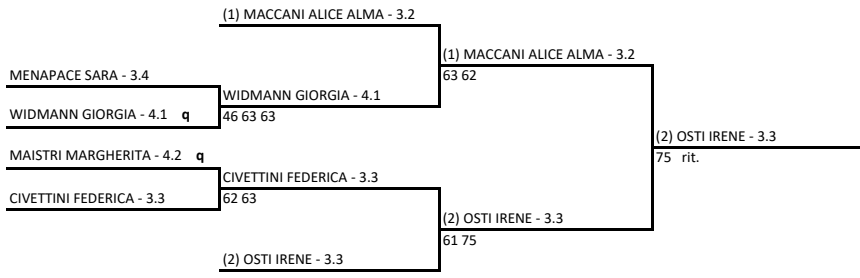 (1) MACCANI ALICE ALMA - 3.2
(1) MACCANI ALICE ALMA - 3.2
63 62
MENAPACE SARA - 3.4
WIDMANN GIORGIA - 4.1
46 63 63
WIDMANN GIORGIA - 4.1 q
(2) OSTI IRENE - 3.3
75 rit.
MAISTRI MARGHERITA - 4.2 q
CIVETTINI FEDERICA - 3.3
62 63
CIVETTINI FEDERICA - 3.3
(2) OSTI IRENE - 3.3
61 75
(2) OSTI IRENE - 3.3